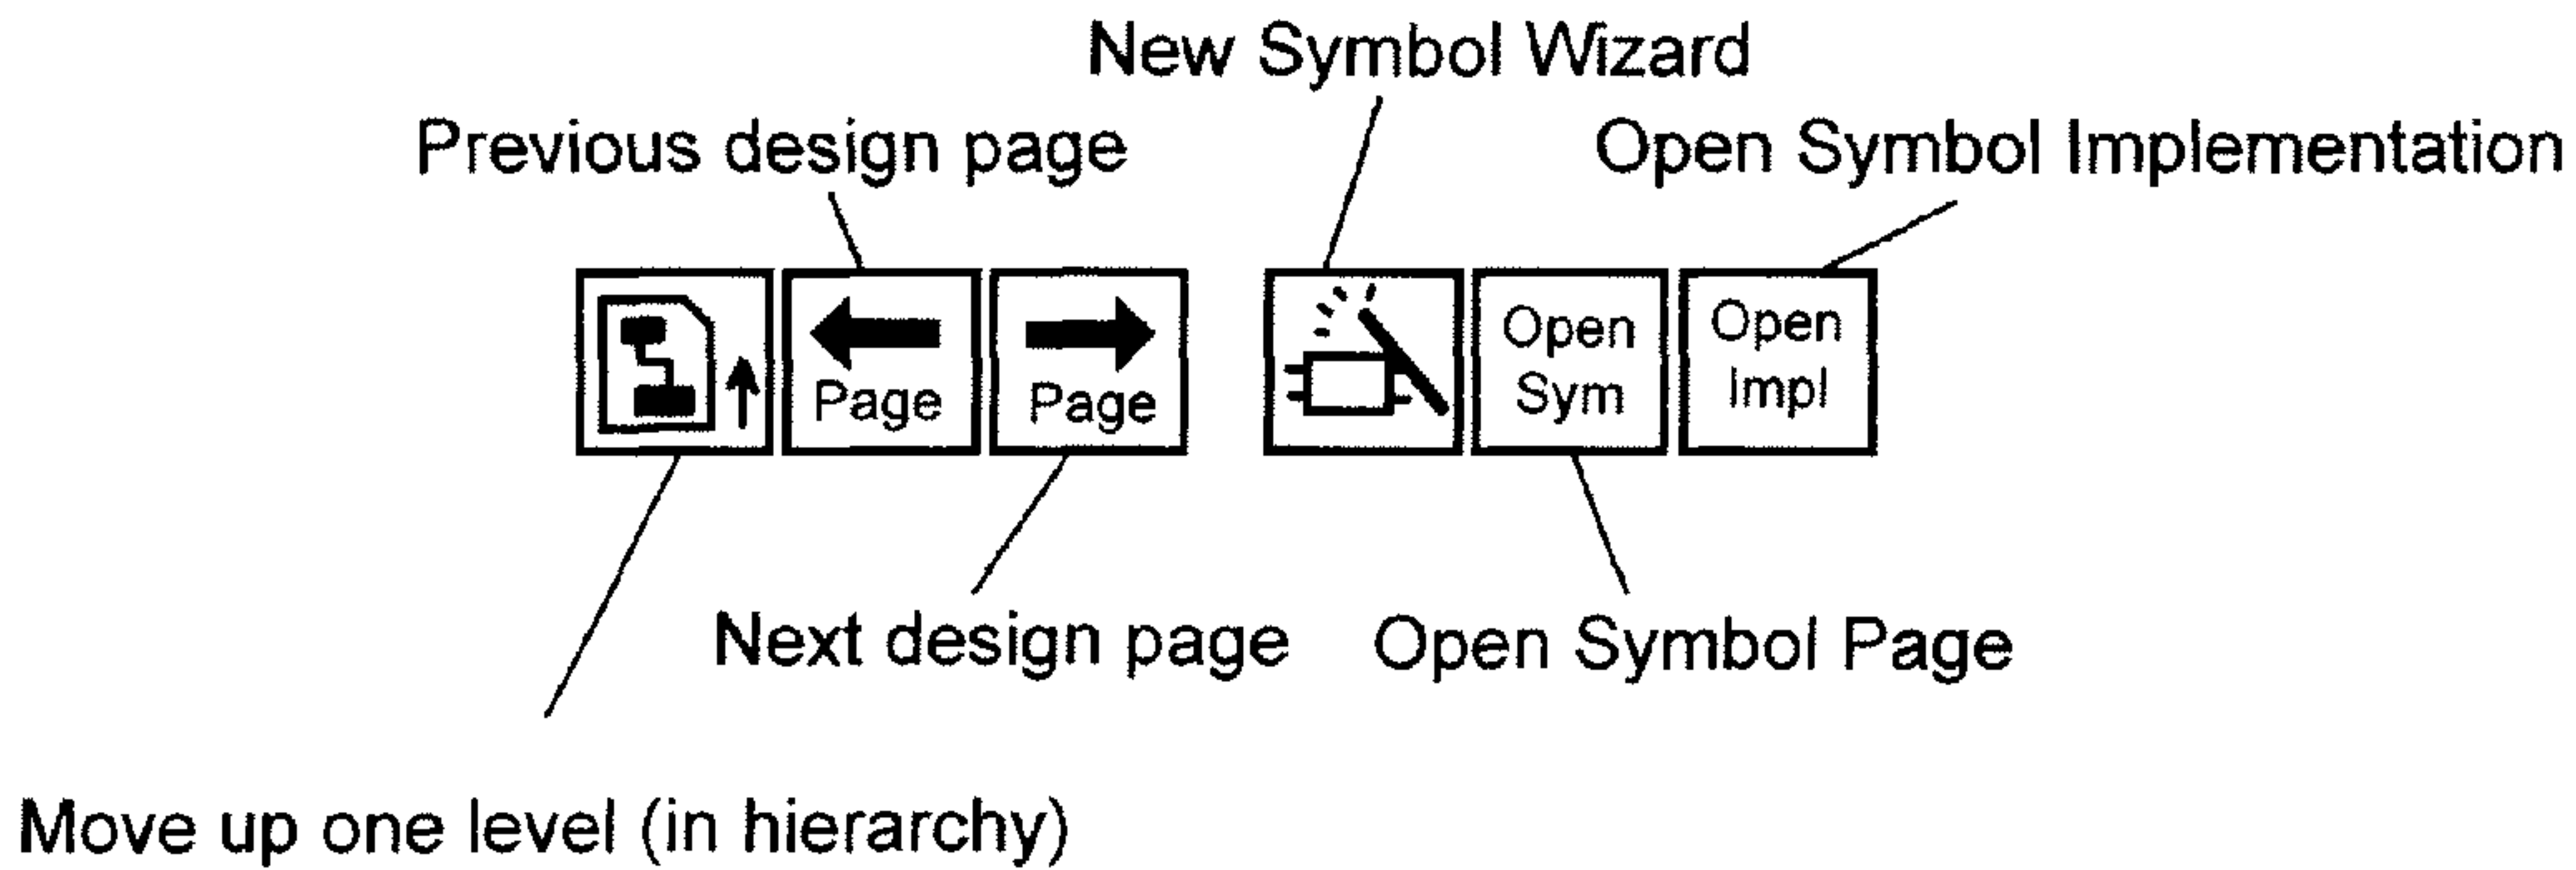 New Symbol Wizard
Previous design page
Open Symbol Implementation
Page
Page
Open
Sym
Open
Impl
Next design page
Open Symbol Page
Move up one level (in hierarchy)